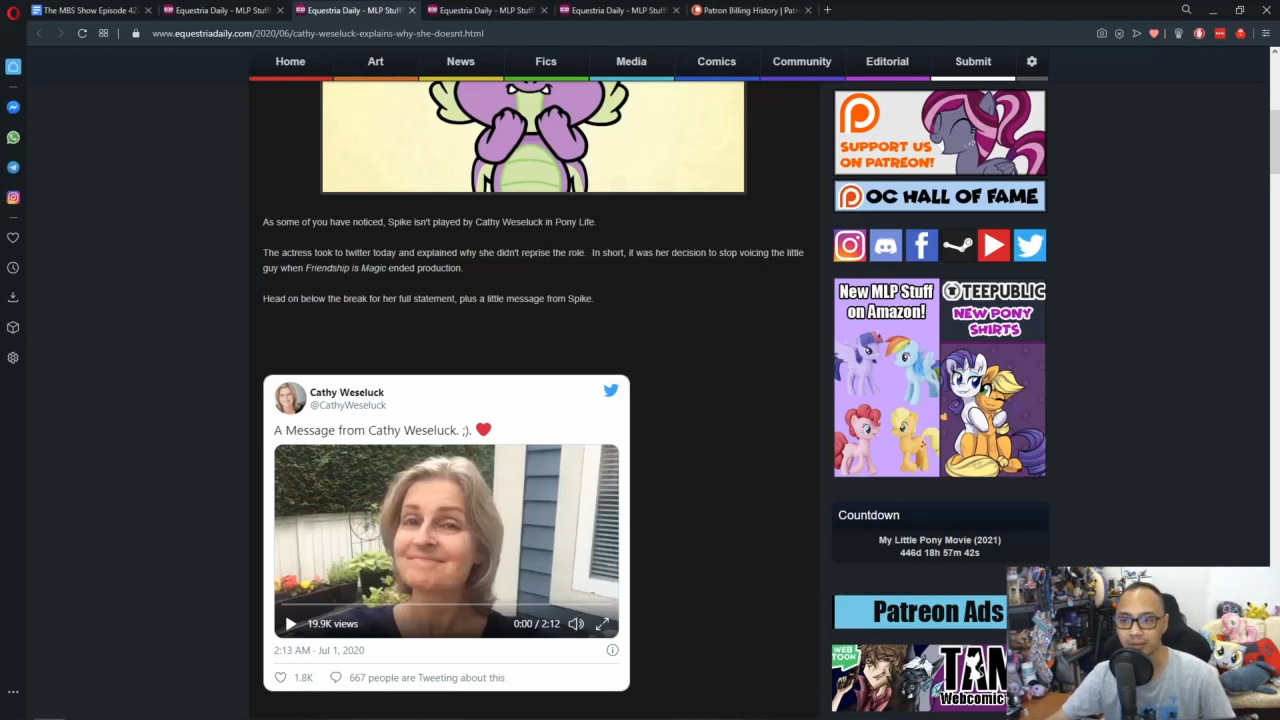 The MBS Show Episode 42
Equestria Daily - MLP Stuff
Equestria Daily - MLP Stuff
Equestria Daily - MLP Stuff
Equestria Daily - MLP Stuff
Patron Billing History | Pat
www.equestriadaily.com/2020/06/cathy-weseluck-explains-why-she-doesnt.html
Home Art News Fics Media Comics Community Editorial Submit
SUPPORT US
ON PATREON!
OC HALL OF FAME
As some of you have noticed, Spike isn't played by Cathy Weseluck in Pony Life.
The actress took to twitter today and explained why she didn't reprise the role. In short, it was her decision to stop voicing the little
guy when Friendship is Magic ended production.
Head on below the break for her full statement, plus a little message from Spike.
New MLP Stuff
on Amazon!
TEEPUBLIC
NEW PONY
SHIRTS
Cathy Weseluck
@CathyWeseluck
A Message from Cathy Weseluck. ;). ❤️
19.9K views
0:00 / 2:12
2:13 AM · Jul 1, 2020
1.8K
667 people are Tweeting about this
Countdown
My Little Pony Movie (2021)
446d 18h 57m 42s
Patreon Ads
WEB
TOON
TAN
Webcomic